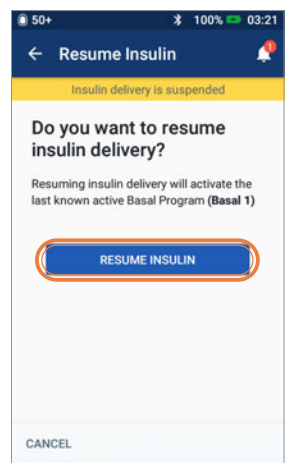 50+ 100% 03:21
Resume Insulin
Insulin delivery is suspended
Do you want to resume
insulin delivery?
Resuming insulin delivery will activate the
last known active Basal Program (Basal 1)
RESUME INSULIN
CANCEL